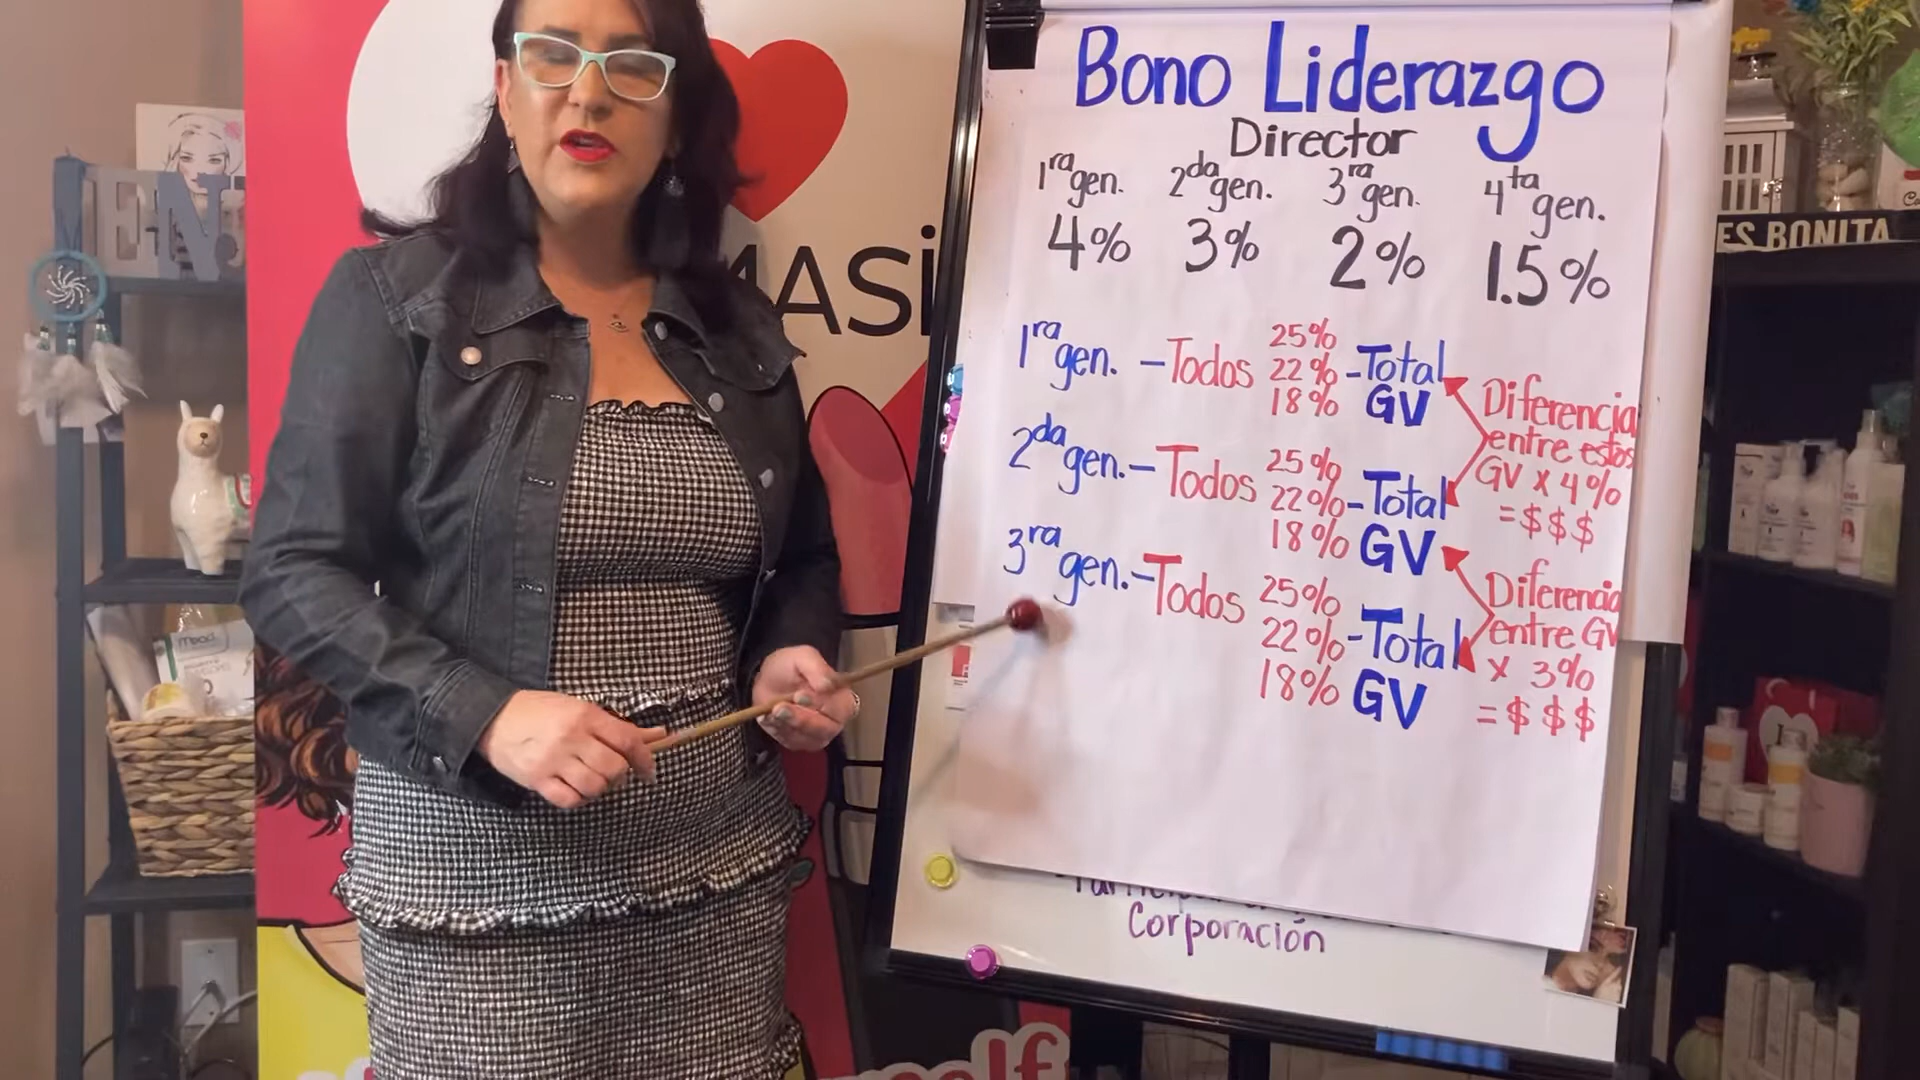 Bono Liderazgo
Director
1ra gen. 2da gen. 3ra gen. 4ta gen.
4% 3% 2% 1.5%
1ra gen. - Todos 25% 22% 18% - Total GV
Diferencia entre estos GV x 4% = $$$
2da gen. - Todos 25% 22% 18% - Total GV
3ra gen. - Todos 25% 22% 18% - Total GV
Diferencia entre GV x 3% = $$$
Corporación
ES BONITA
mead